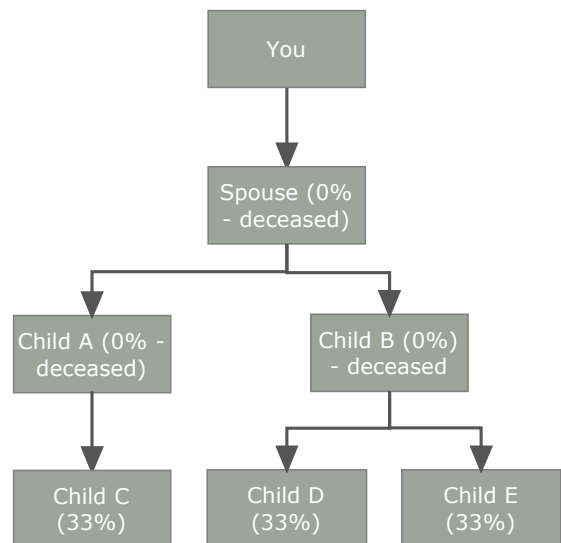 You
Spouse (0%
- deceased)
Child A (0% -
deceased)
Child B (0%)
- deceased
Child C
(33%)
Child D
(33%)
Child E
(33%)